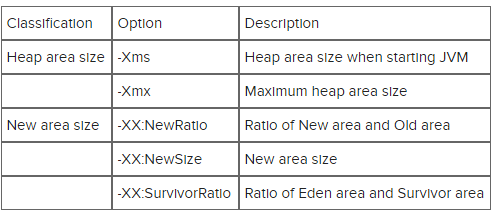 Classification Option Description
Heap area size -Xms Heap area size when starting JVM
-Xmx Maximum heap area size
New area size -XX:NewRatio Ratio of New area and Old area
-XX:NewSize New area size
-XX:SurvivorRatio Ratio of Eden area and Survivor area